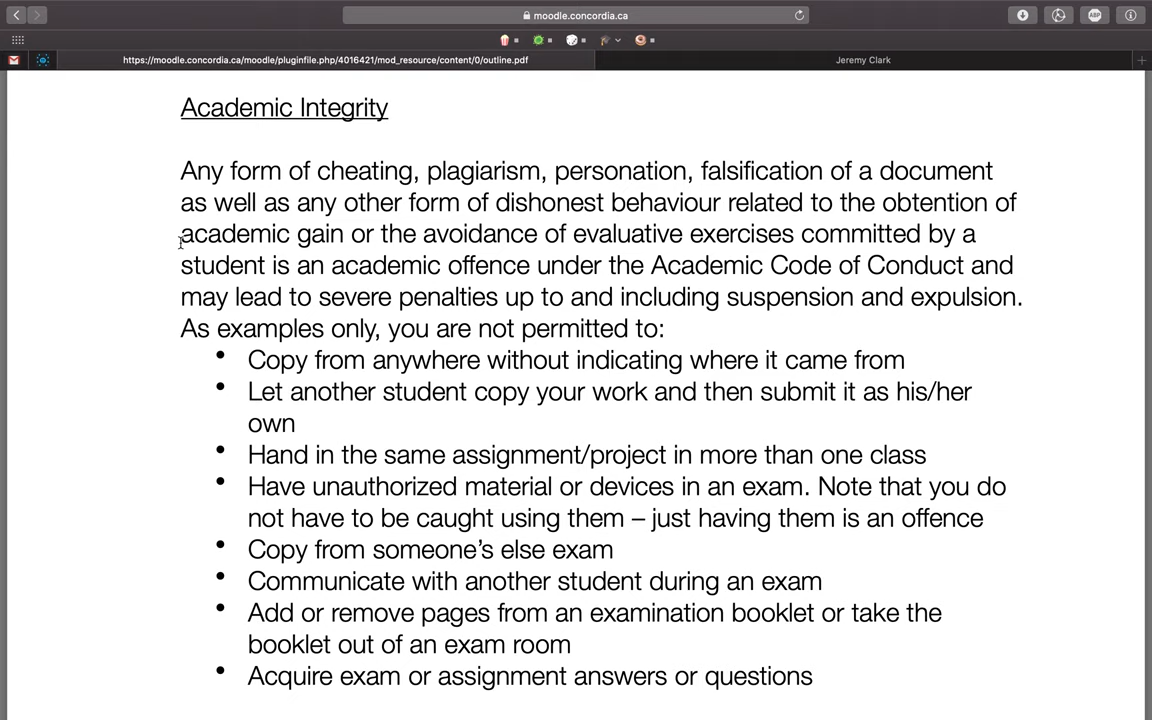 moodle.concordia.ca
ABP
https://moodle.concordia.ca/moodle/pluginfile.php/4016421/mod_resource/content/0/outline.pdf
Jeremy Clark
Academic Integrity
Any form of cheating, plagiarism, personation, falsification of a document
as well as any other form of dishonest behaviour related to the obtention of
academic gain or the avoidance of evaluative exercises committed by a
student is an academic offence under the Academic Code of Conduct and
may lead to severe penalties up to and including suspension and expulsion.
As examples only, you are not permitted to:
• Copy from anywhere without indicating where it came from
• Let another student copy your work and then submit it as his/her
own
• Hand in the same assignment/project in more than one class
• Have unauthorized material or devices in an exam. Note that you do
not have to be caught using them – just having them is an offence
• Copy from someone's else exam
• Communicate with another student during an exam
• Add or remove pages from an examination booklet or take the
booklet out of an exam room
• Acquire exam or assignment answers or questions